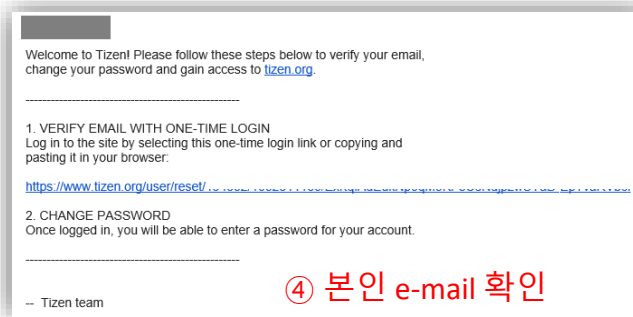 Welcome to Tizen! Please follow these steps below to verify your email,
change your password and gain access to tizen.org.
--------------------------------------------------
1. VERIFY EMAIL WITH ONE-TIME LOGIN
Log in to the site by selecting this one-time login link or copying and
pasting it in your browser:
https://www.tizen.org/user/reset/
2. CHANGE PASSWORD
Once logged in, you will be able to enter a password for your account.
--------------------------------------------------
④ 본인 e-mail 확인
-- Tizen team